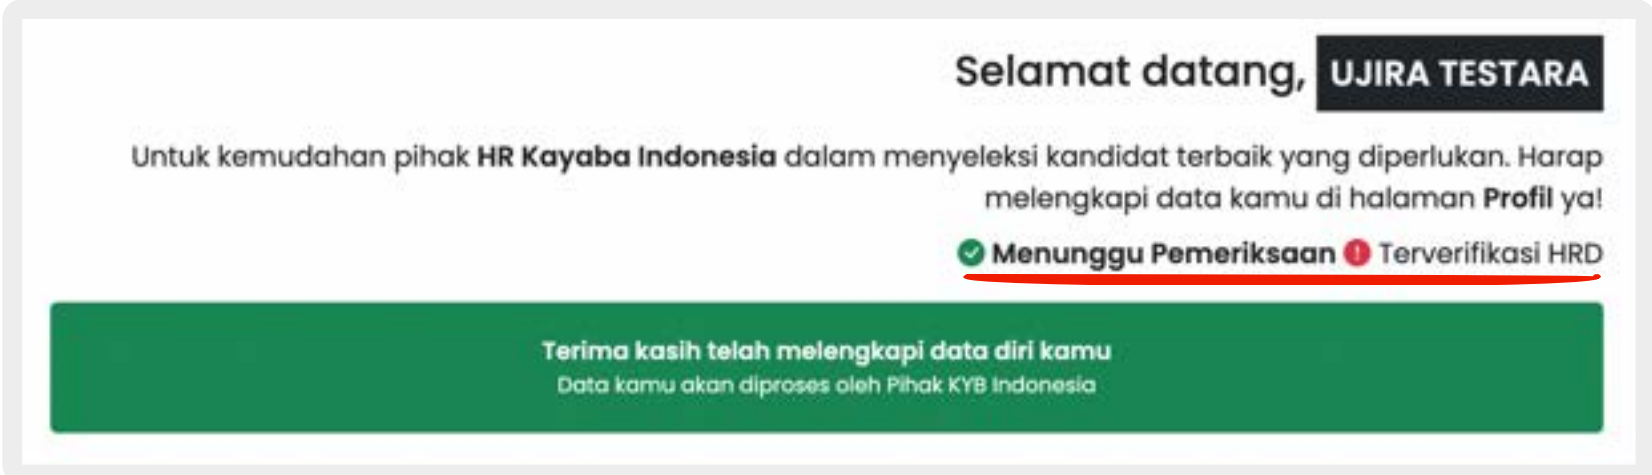 Selamat datang, UJIRA TESTARA
Untuk kemudahan pihak HR Kayaba Indonesia dalam menyeleksi kandidat terbaik yang diperlukan. Harap
melengkapi data kamu di halaman Profil ya!
Menunggu Pemeriksaan Terverifikasi HRD
Terima kasih telah melengkapi data diri kamu
Data kamu akan diproses oleh Pihak KYB Indonesia